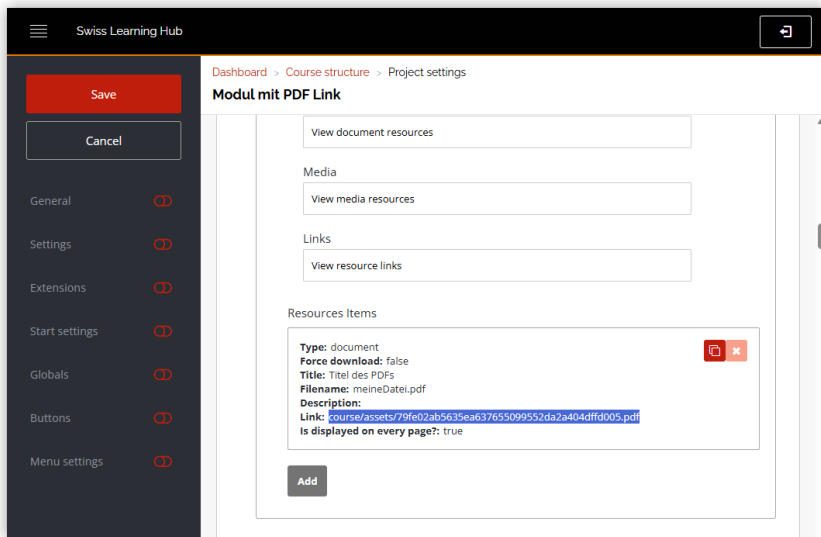 Swiss Learning Hub
Save
Cancel
General
Settings
Extensions
Start settings
Globals
Buttons
Menu settings
Dashboard > Course structure > Project settings
Modul mit PDF Link
View document resources
Media
View media resources
Links
View resource links
Resources Items
Type: document
Force download: false
Title: Titel des PDFs
Filename: meineDatei.pdf
Description:
Link: course/assets/79fe02ab5635ea637655099552da2a404dffd005.pdf
Is displayed on every page?: true
Add